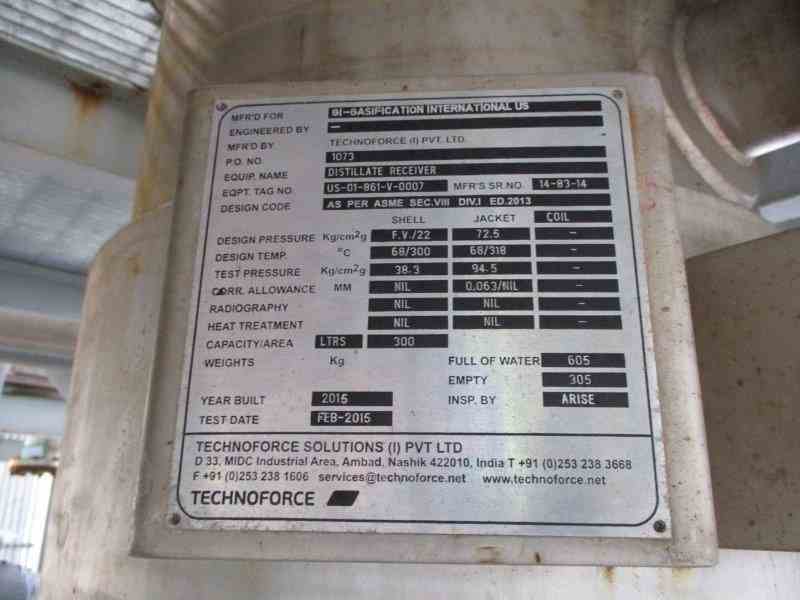 MFR'D FOR GI-GASIFICATION INTERNATIONAL US
ENGINEERED BY —
MFR'D BY TECHNOFORCE (I) PVT. LTD.
P.O. NO. 1073
EQUIP. NAME DISTILLATE RECEIVER
EQPT. TAG NO. US-01-861-V-0007 MFR'S SR.NO. 14-83-14
DESIGN CODE AS PER ASME SEC.VIII DIV.I ED.2013
SHELL JACKET COIL
DESIGN PRESSURE Kg/cm2g F.V./22 72.5 –
DESIGN TEMP. °C 68/300 68/318 –
TEST PRESSURE Kg/cm2g 38.3 94.5 –
CORR. ALLOWANCE MM NIL 0.063/NIL –
RADIOGRAPHY NIL NIL –
HEAT TREATMENT NIL NIL –
CAPACITY/AREA LTRS 300
WEIGHTS Kg FULL OF WATER 605
EMPTY 305
YEAR BUILT 2015 INSP. BY ARISE
TEST DATE FEB-2015
TECHNOFORCE SOLUTIONS (I) PVT LTD
D 33, MIDC Industrial Area, Ambad, Nashik 422010, India T +91 (0)253 238 3668
F +91 (0)253 238 1606 services@technoforce.net www.technoforce.net
TECHNOFORCE